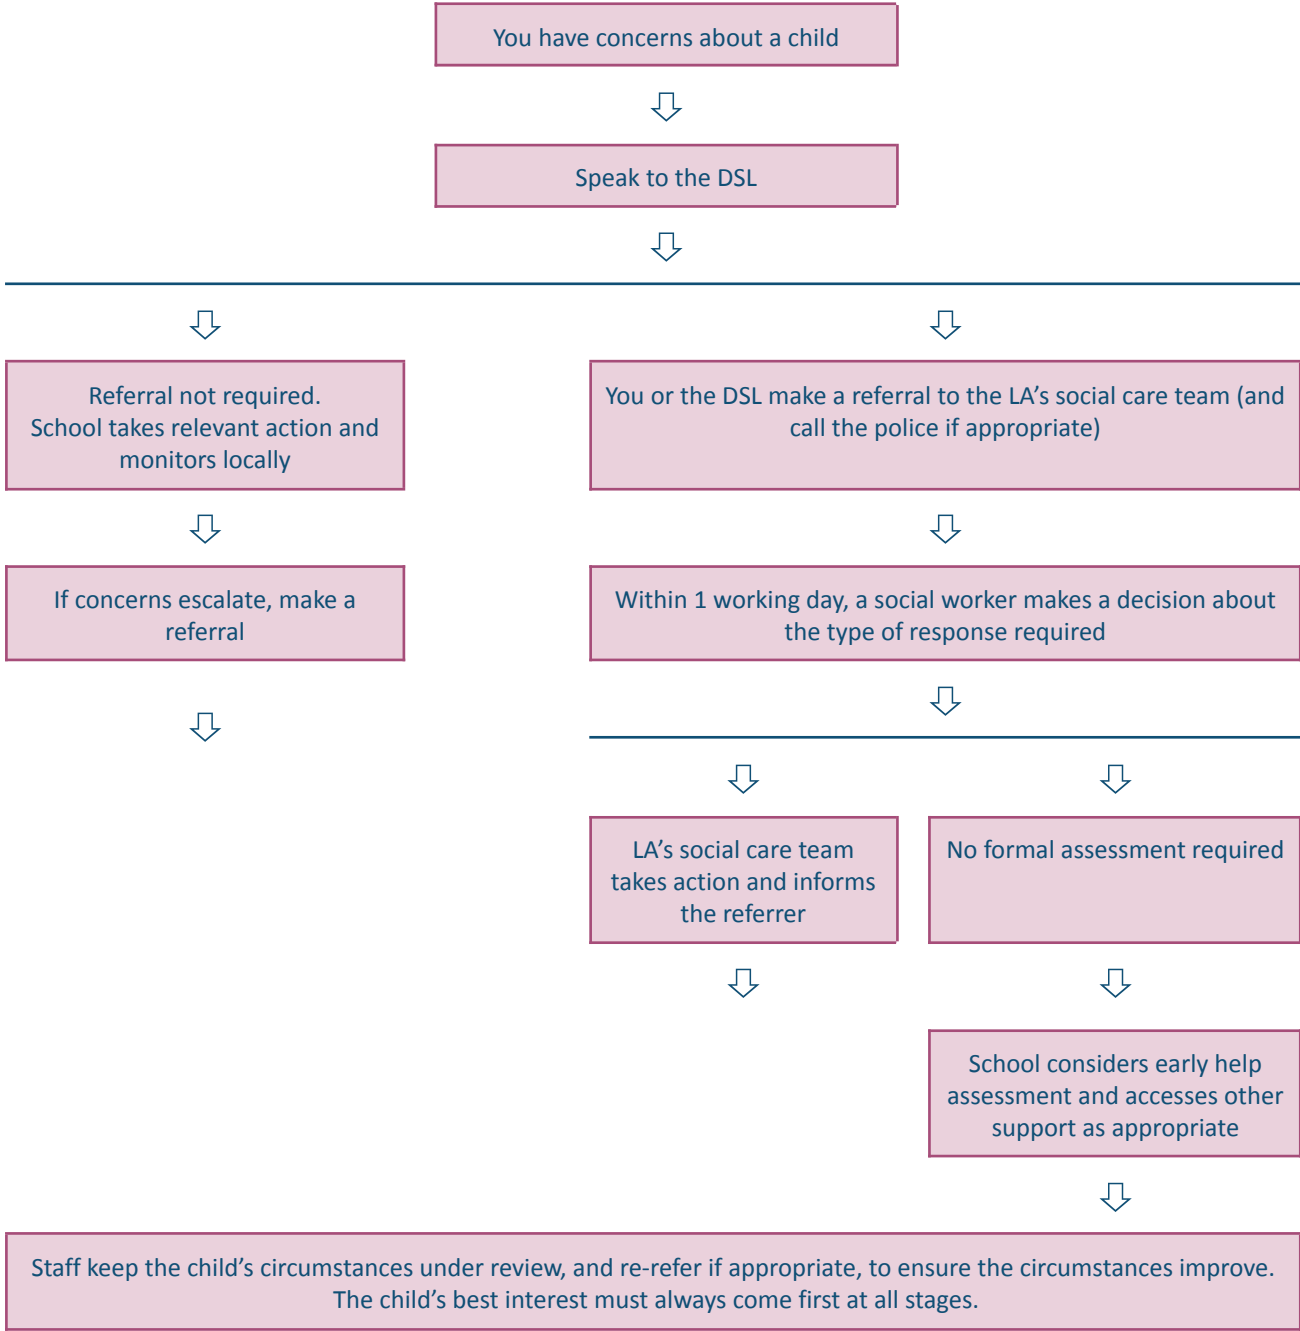 You have concerns about a child
Speak to the DSL
Referral not required.
School takes relevant action and
monitors locally
You or the DSL make a referral to the LA’s social care team (and
call the police if appropriate)
If concerns escalate, make a
referral
Within 1 working day, a social worker makes a decision about
the type of response required
LA’s social care team
takes action and informs
the referrer
No formal assessment required
School considers early help
assessment and accesses other
support as appropriate
Staff keep the child’s circumstances under review, and re-refer if appropriate, to ensure the circumstances improve.
The child’s best interest must always come first at all stages.